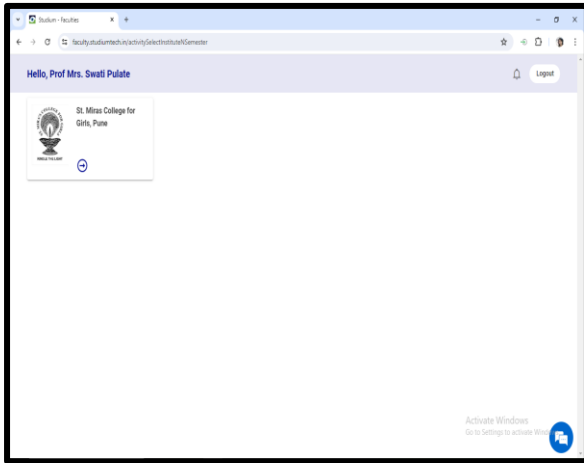 Studium - Faculties
faculty.studiumtech.in/activitySelectInstituteNSemester
Hello, Prof Mrs. Swati Pulate
Logout
St. Miras College for
Girls, Pune
Activate Windows
Go to Settings to activate Wind